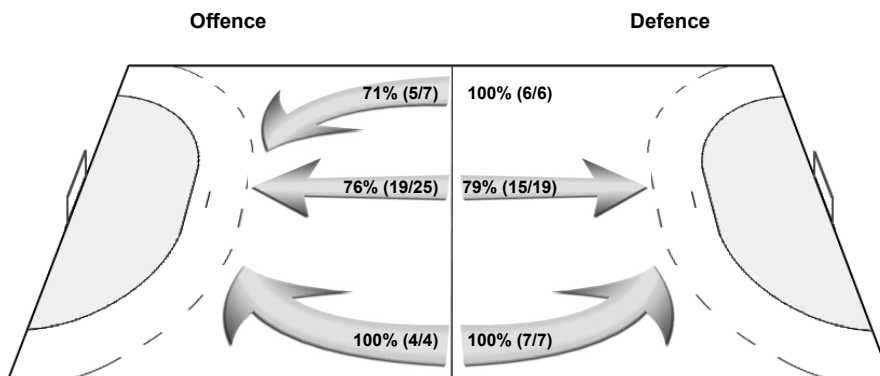 Offence Defence
71% (5/7) 100% (6/6)
76% (19/25) 79% (15/19)
100% (4/4) 100% (7/7)